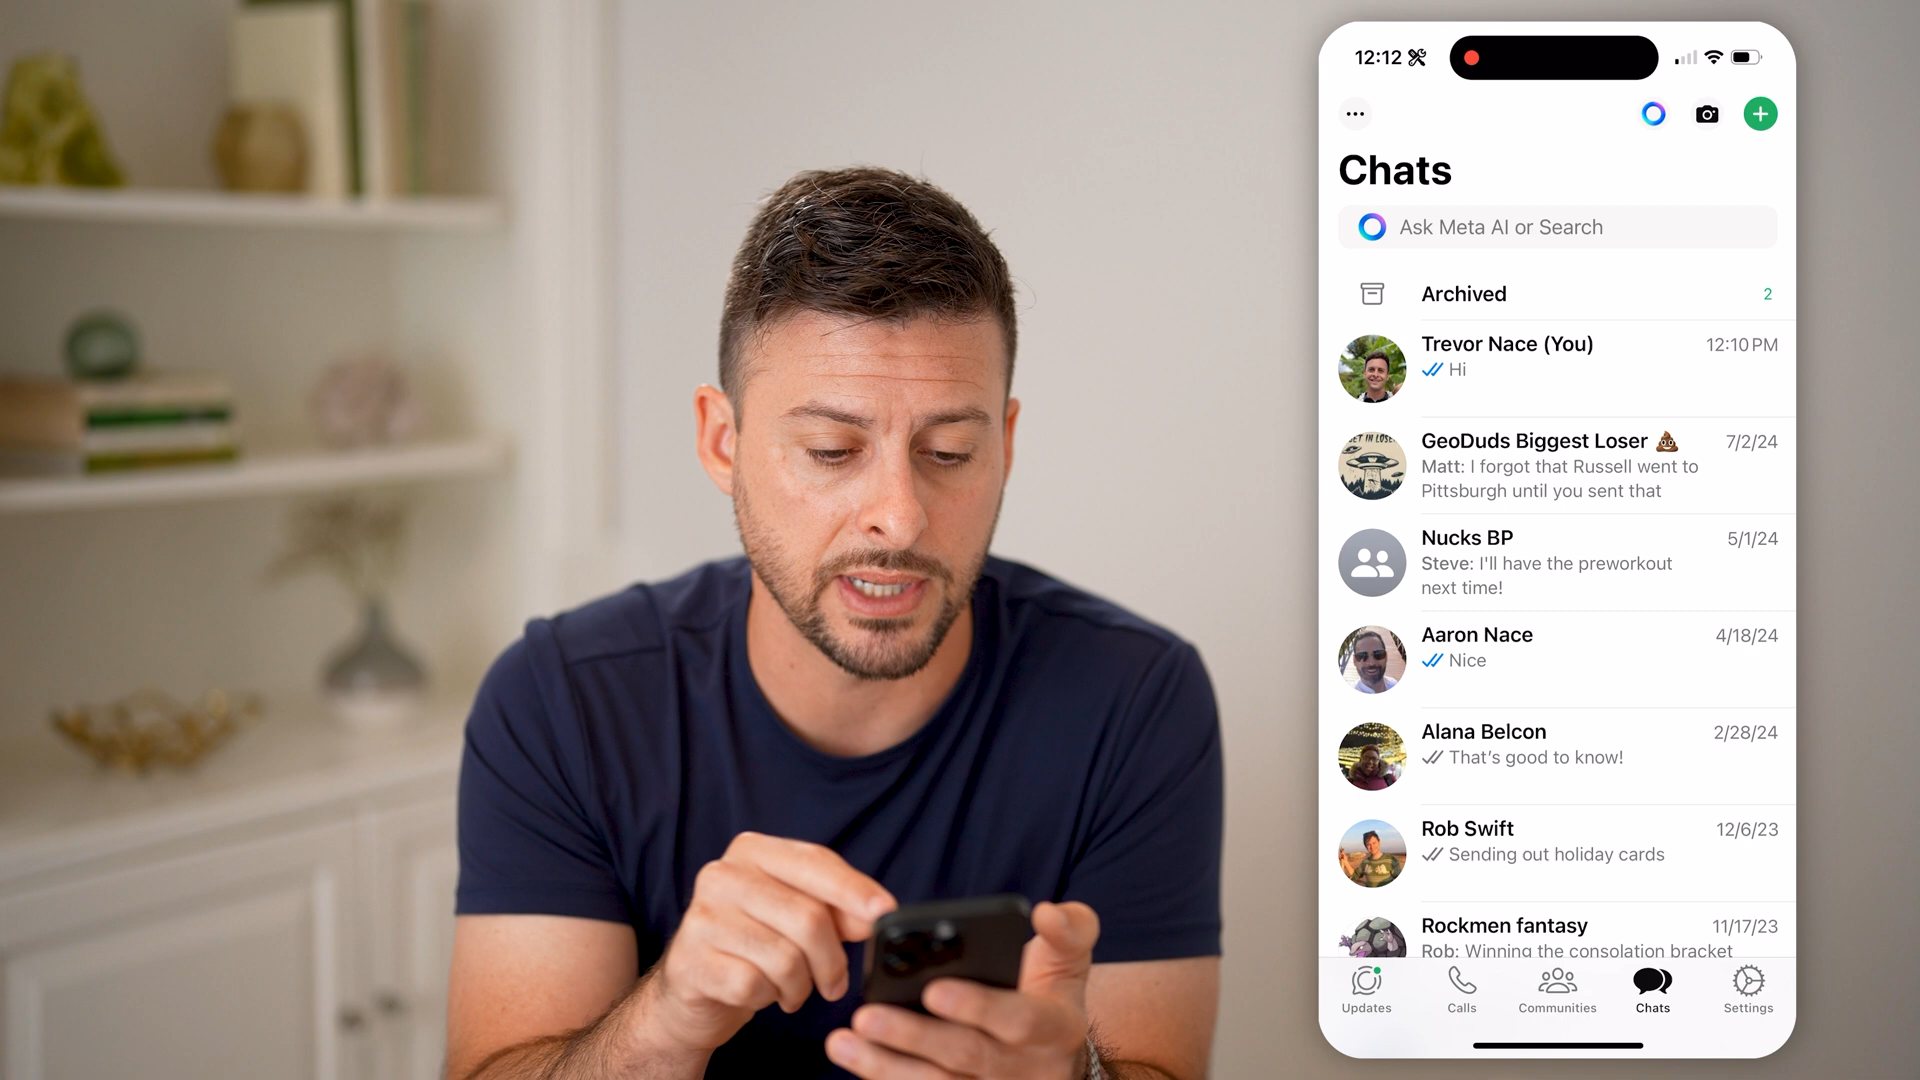 12:12
Chats
Ask Meta AI or Search
Archived 2
Trevor Nace (You) 12:10 PM
Hi
GET IN LOSER
GeoDuds Biggest Loser 💩 7/2/24
Matt: I forgot that Russell went to
Pittsburgh until you sent that
Nucks BP 5/1/24
Steve: I'll have the preworkout
next time!
Aaron Nace 4/18/24
Nice
Alana Belcon 2/28/24
That's good to know!
Rob Swift 12/6/23
Sending out holiday cards
Rockmen fantasy 11/17/23
Rob: Winning the consolation bracket
Updates Calls Communities Chats Settings